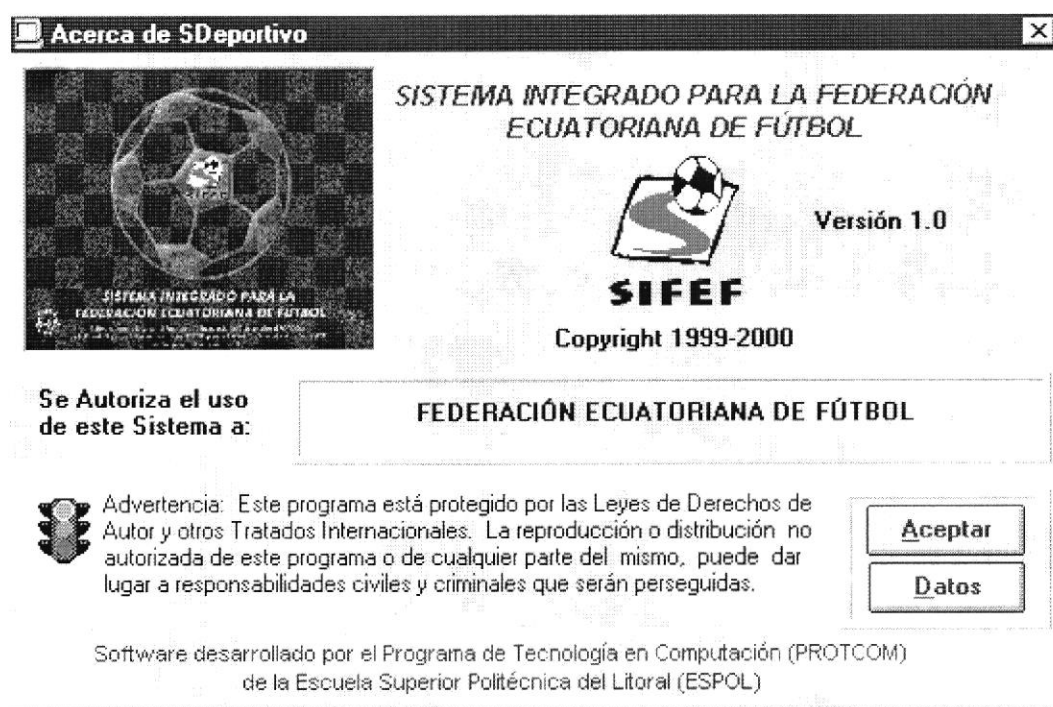 Acerca de SDeportivo
SISTEMA INTEGRADO PARA LA FEDERACIÓN
ECUATORIANA DE FÚTBOL
SIFEF
SISTEMA INTEGRADO PARA LA
FEDERACIÓN ECUATORIANA DE FUTBOL
Versión 1.0
SIFEF
Copyright 1999-2000
Se Autoriza el uso
de este Sistema a:
FEDERACIÓN ECUATORIANA DE FÚTBOL
Advertencia: Este programa está protegido por las Leyes de Derechos de
Autor y otros Tratados Internacionales. La reproducción o distribución no
autorizada de este programa o de cualquier parte del mismo, puede dar
lugar a responsabilidades civiles y criminales que serán perseguidas.
Aceptar
Datos
Software desarrollado por el Programa de Tecnología en Computación (PROTCOM)
de la Escuela Superior Politécnica del Litoral (ESPOL)